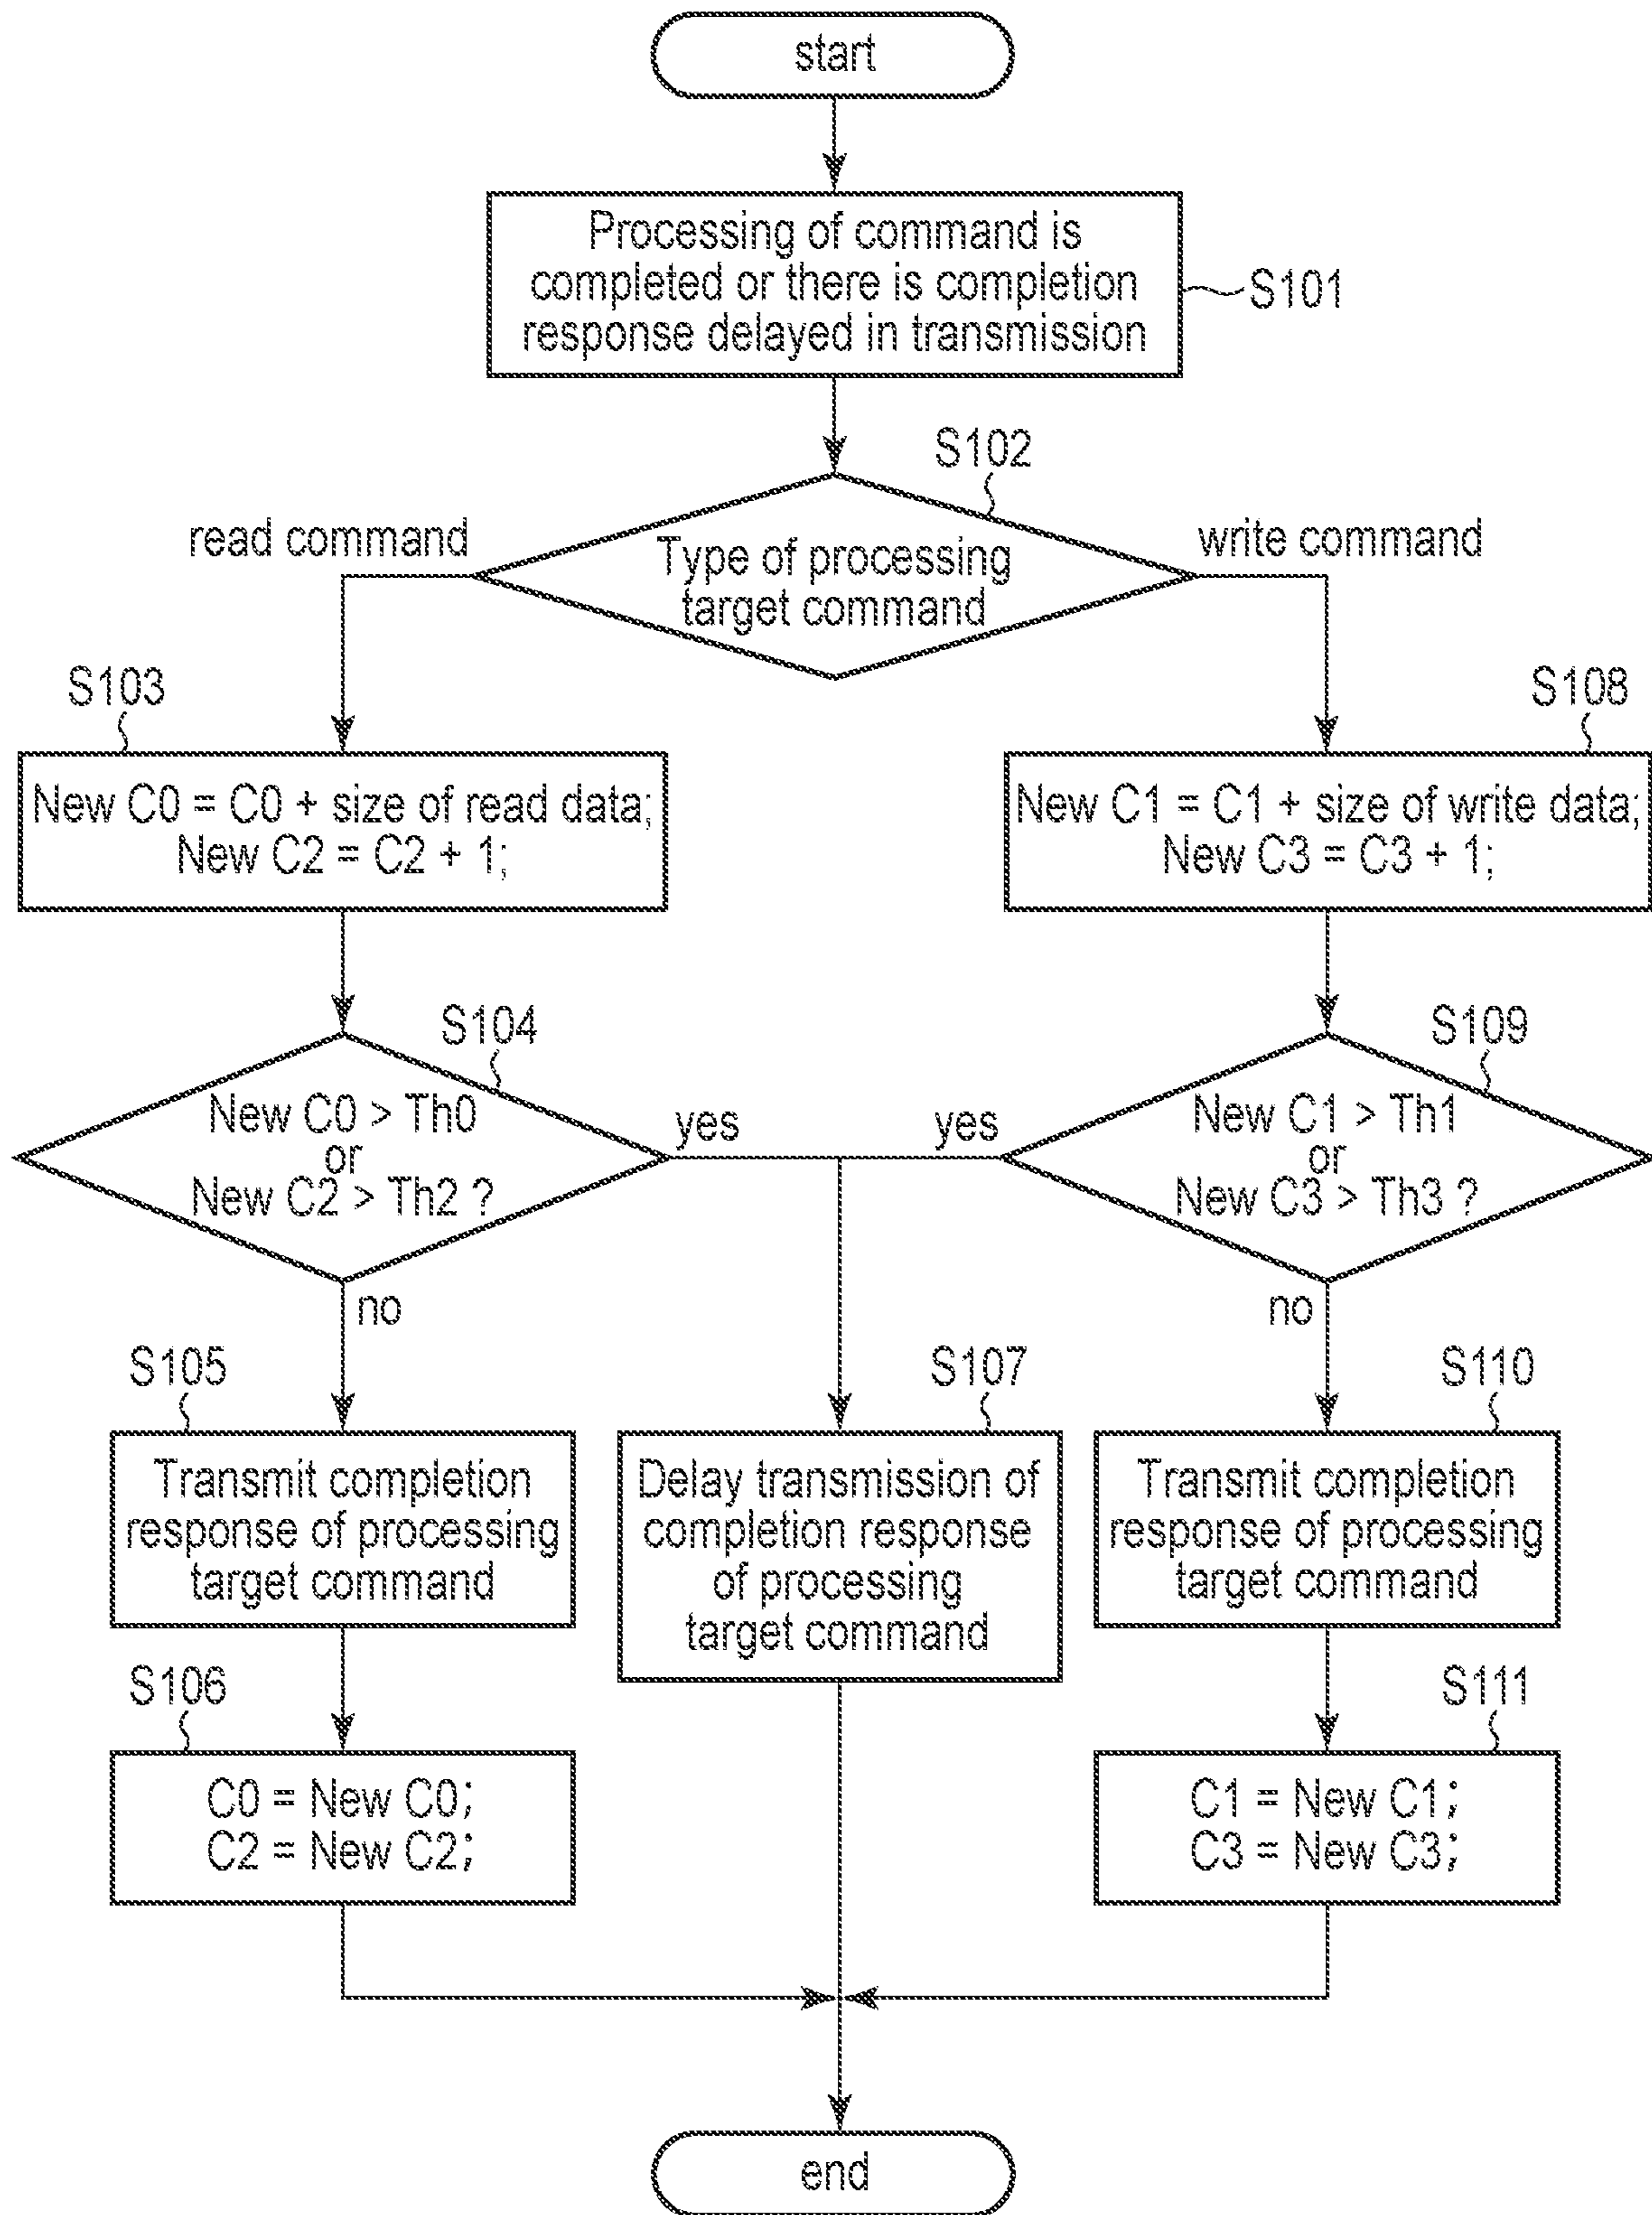 start
Processing of command is
completed or there is completion
response delayed in transmission
S101
S102
read command
Type of processing
target command
write command
S103
New C0 = C0 + size of read data;
New C2 = C2 + 1;
S108
New C1 = C1 + size of write data;
New C3 = C3 + 1;
S104
New C0 > Th0
or
New C2 > Th2 ?
yes
no
S109
yes
New C1 > Th1
or
New C3 > Th3 ?
no
S105
Transmit completion
response of processing
target command
S107
Delay transmission of
completion response
of processing
target command
S110
Transmit completion
response of processing
target command
S106
C0 = New C0;
C2 = New C2;
S111
C1 = New C1;
C3 = New C3;
end